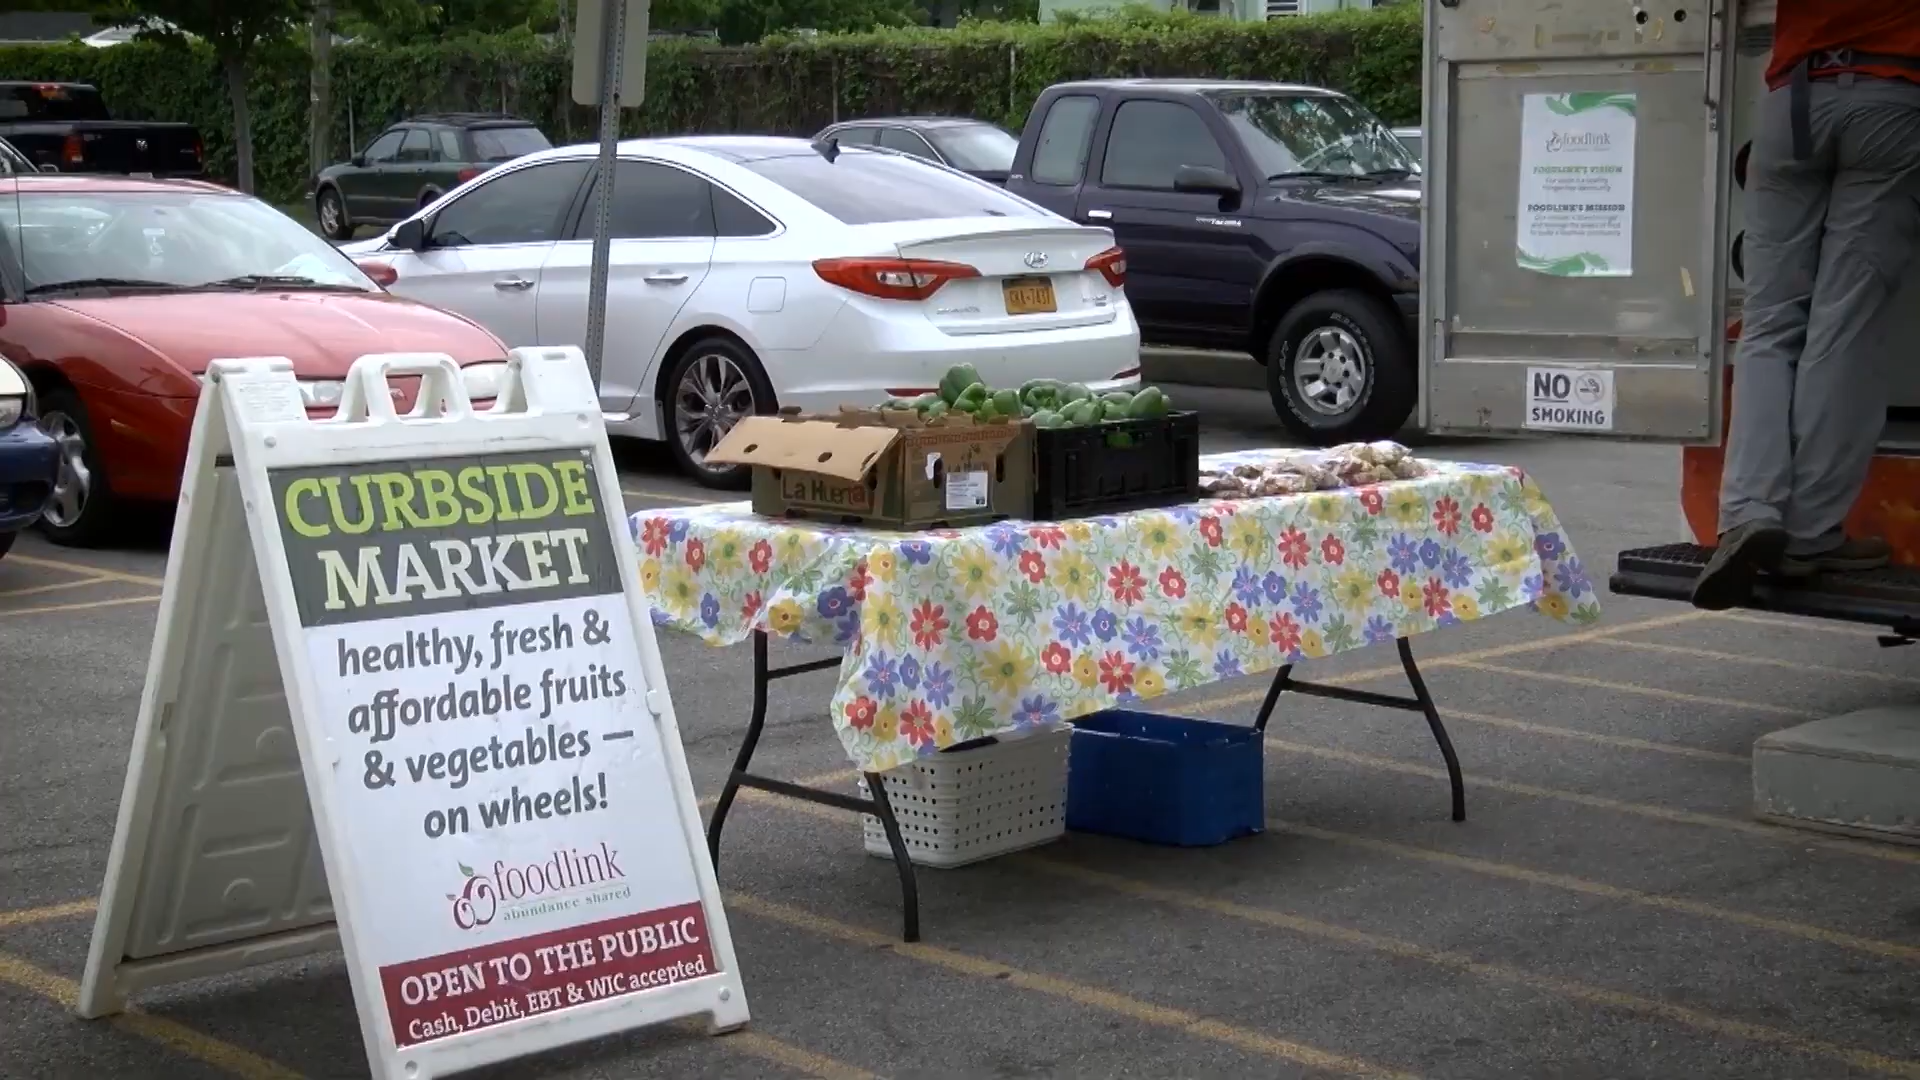 CURBSIDE
MARKET
healthy, fresh &
affordable fruits
& vegetables —
on wheels!
foodlink
abundance shared
OPEN TO THE PUBLIC
Cash, Debit, EBT & WIC accepted
La Huerta
foodlink
FOODLINK'S VISION
FOODLINK'S MISSION
NO
SMOKING